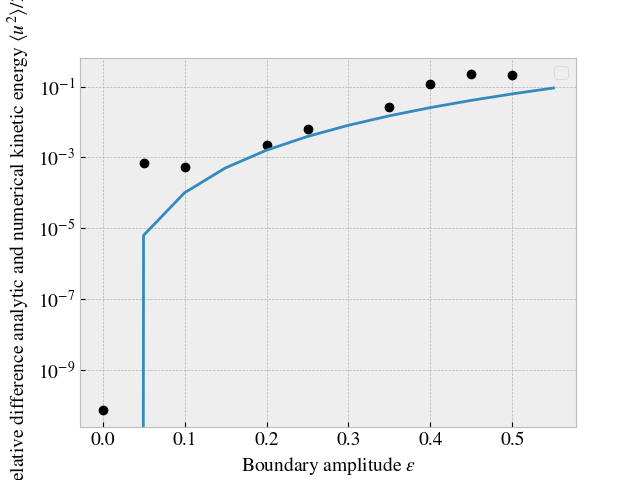 difference analytic and numerical kinetic energy ⟨u²⟩/
10⁻¹
10⁻³
10⁻⁵
10⁻⁷
10⁻⁹
0.0 0.1 0.2 0.3 0.4 0.5
Boundary amplitude ε